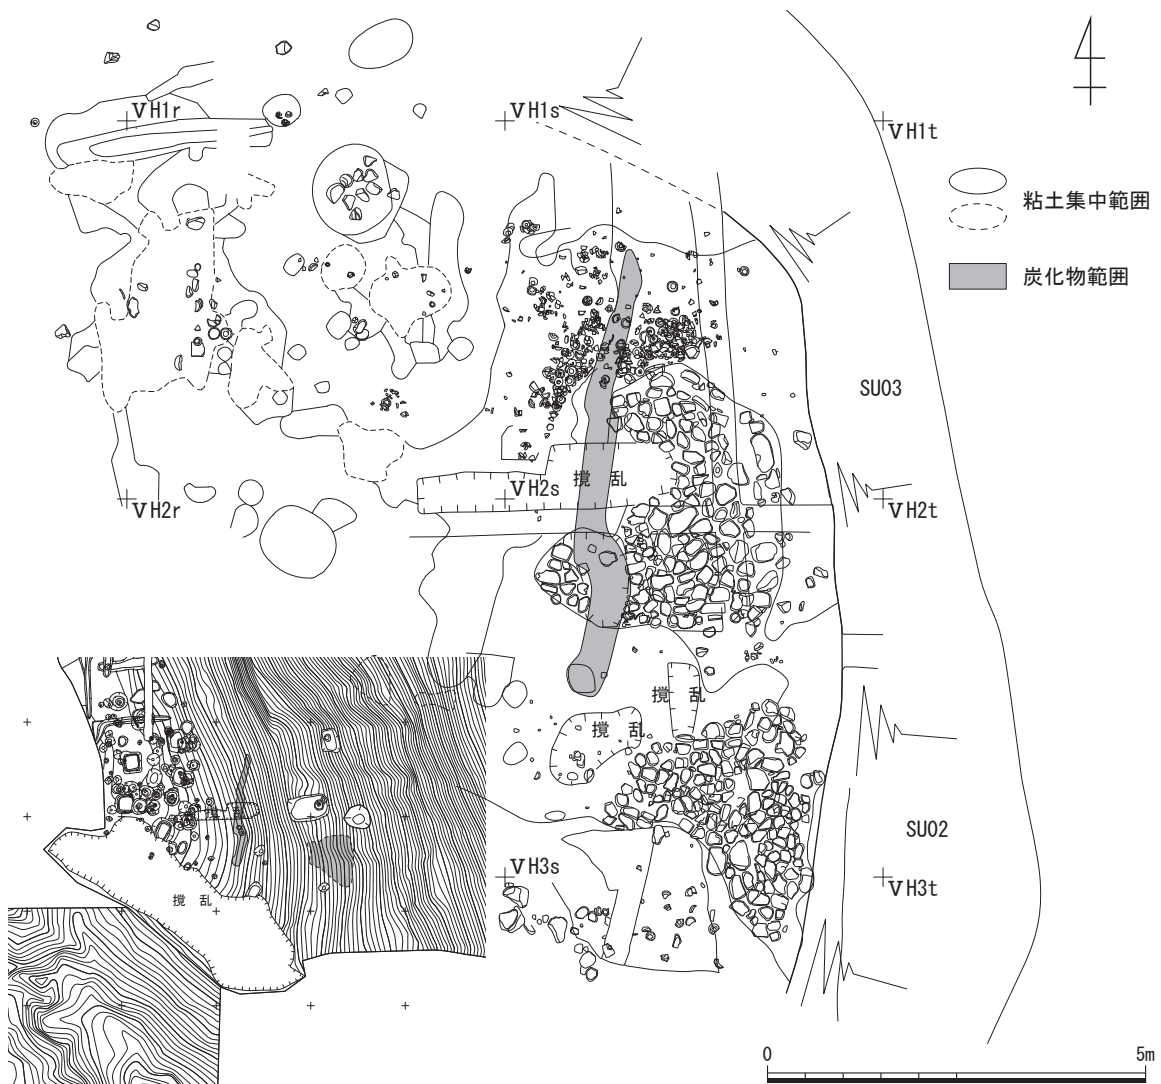 ⅤH1r
ⅤH1s
ⅤH1t
粘土集中範囲
炭化物範囲
SU03
撹 乱
ⅤH2r
ⅤH2s
ⅤH2t
撹 乱
撹 乱
SU02
ⅤH3s
ⅤH3t
撹 乱
0
5m